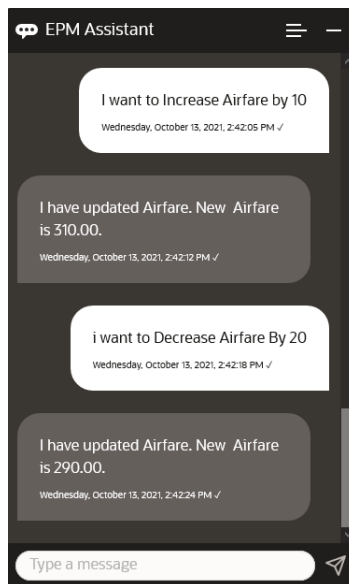 EPM Assistant
I want to Increase Airfare by 10
Wednesday, October 13, 2021, 2:42:05 PM ✓
I have updated Airfare. New Airfare
is 310.00.
Wednesday, October 13, 2021, 2:42:12 PM ✓
i want to Decrease Airfare By 20
Wednesday, October 13, 2021, 2:42:18 PM ✓
I have updated Airfare. New Airfare
is 290.00.
Wednesday, October 13, 2021, 2:42:24 PM ✓
Type a message